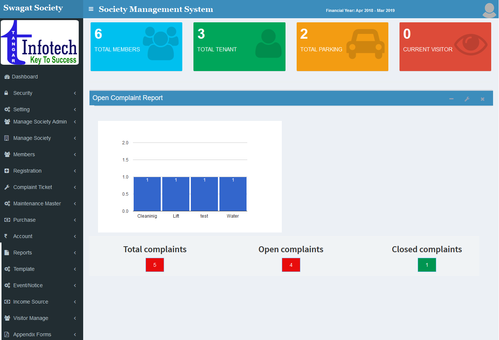 Swagat Society
Society Management System
Financial Year: Apr 2018 - Mar 2019
Infotech
Key To Success
6
TOTAL MEMBERS
3
TOTAL TENANT
2
TOTAL PARKING
0
CURRENT VISITOR
Dashboard
Security
Setting
Manage Society Admin
Manage Society
Members
Registration
Complaint Ticket
Maintenance Master
Purchase
Account
Reports
Template
Event/Notice
Income Source
Visitor Manage
Appendix Forms
Open Complaint Report
2.0
1.5
1.0
0.5
0.0
1 1 1 1
Cleaning Lift test Water
Total complaints Open complaints Closed complaints
5 4 1